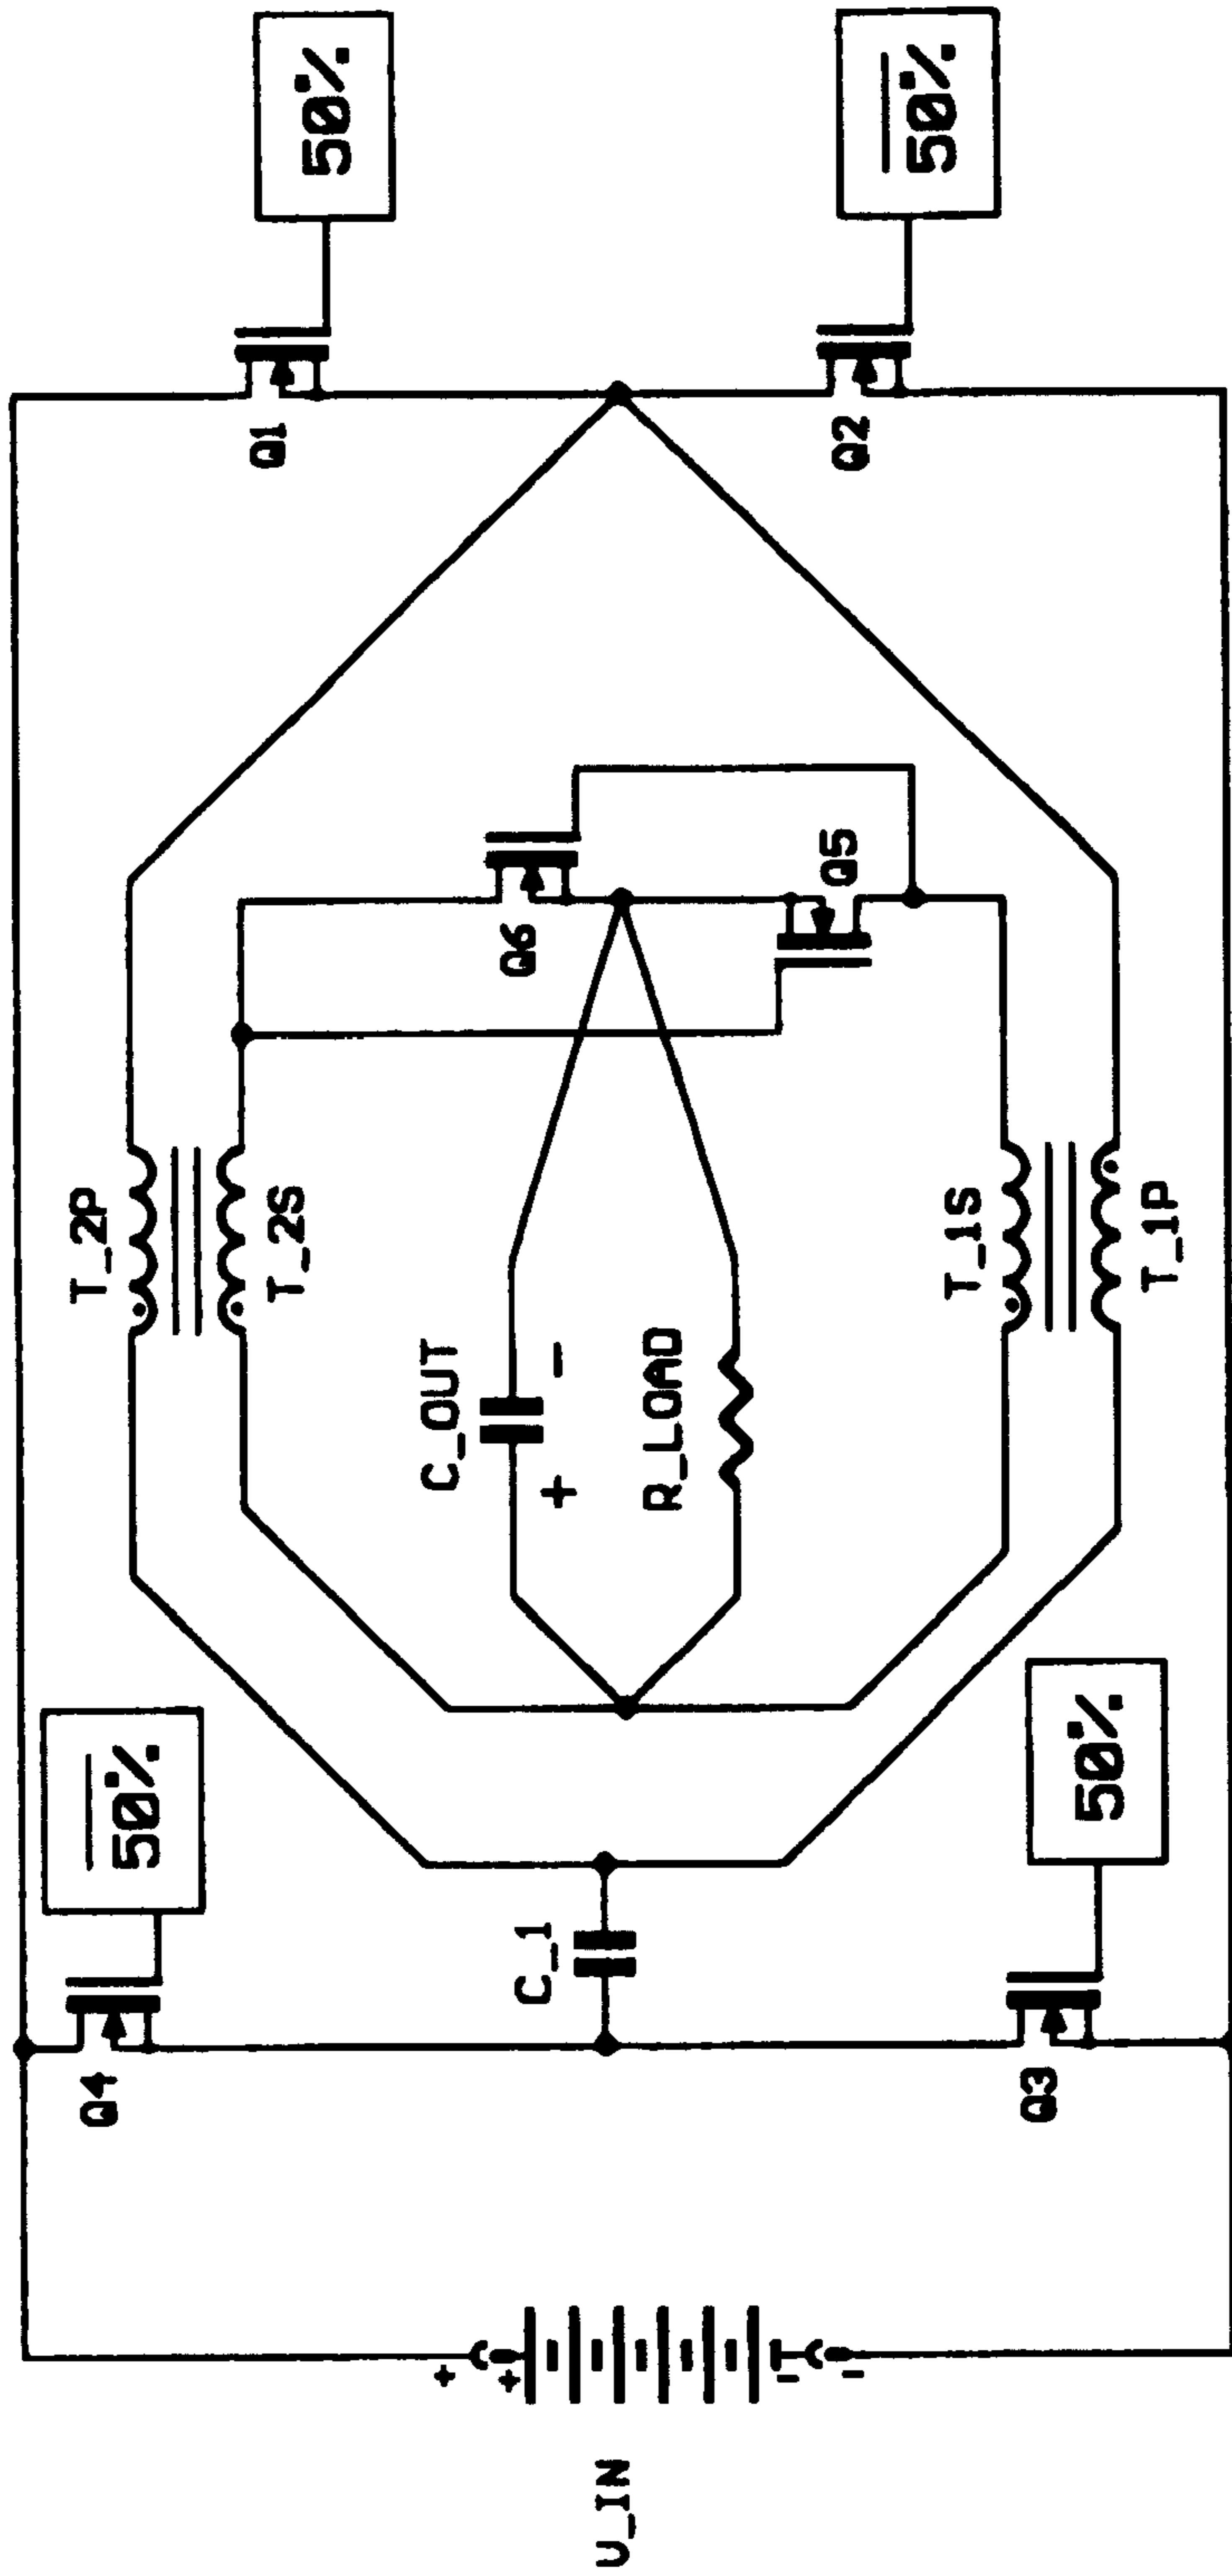 50%
50%
Q1
Q2
Q6
Q5
T_2P
T_2S
T_1S
T_1P
C_OUT
+ -
R_LOAD
50%
50%
C_1
Q4
Q3
+
+
-
-
U_IN